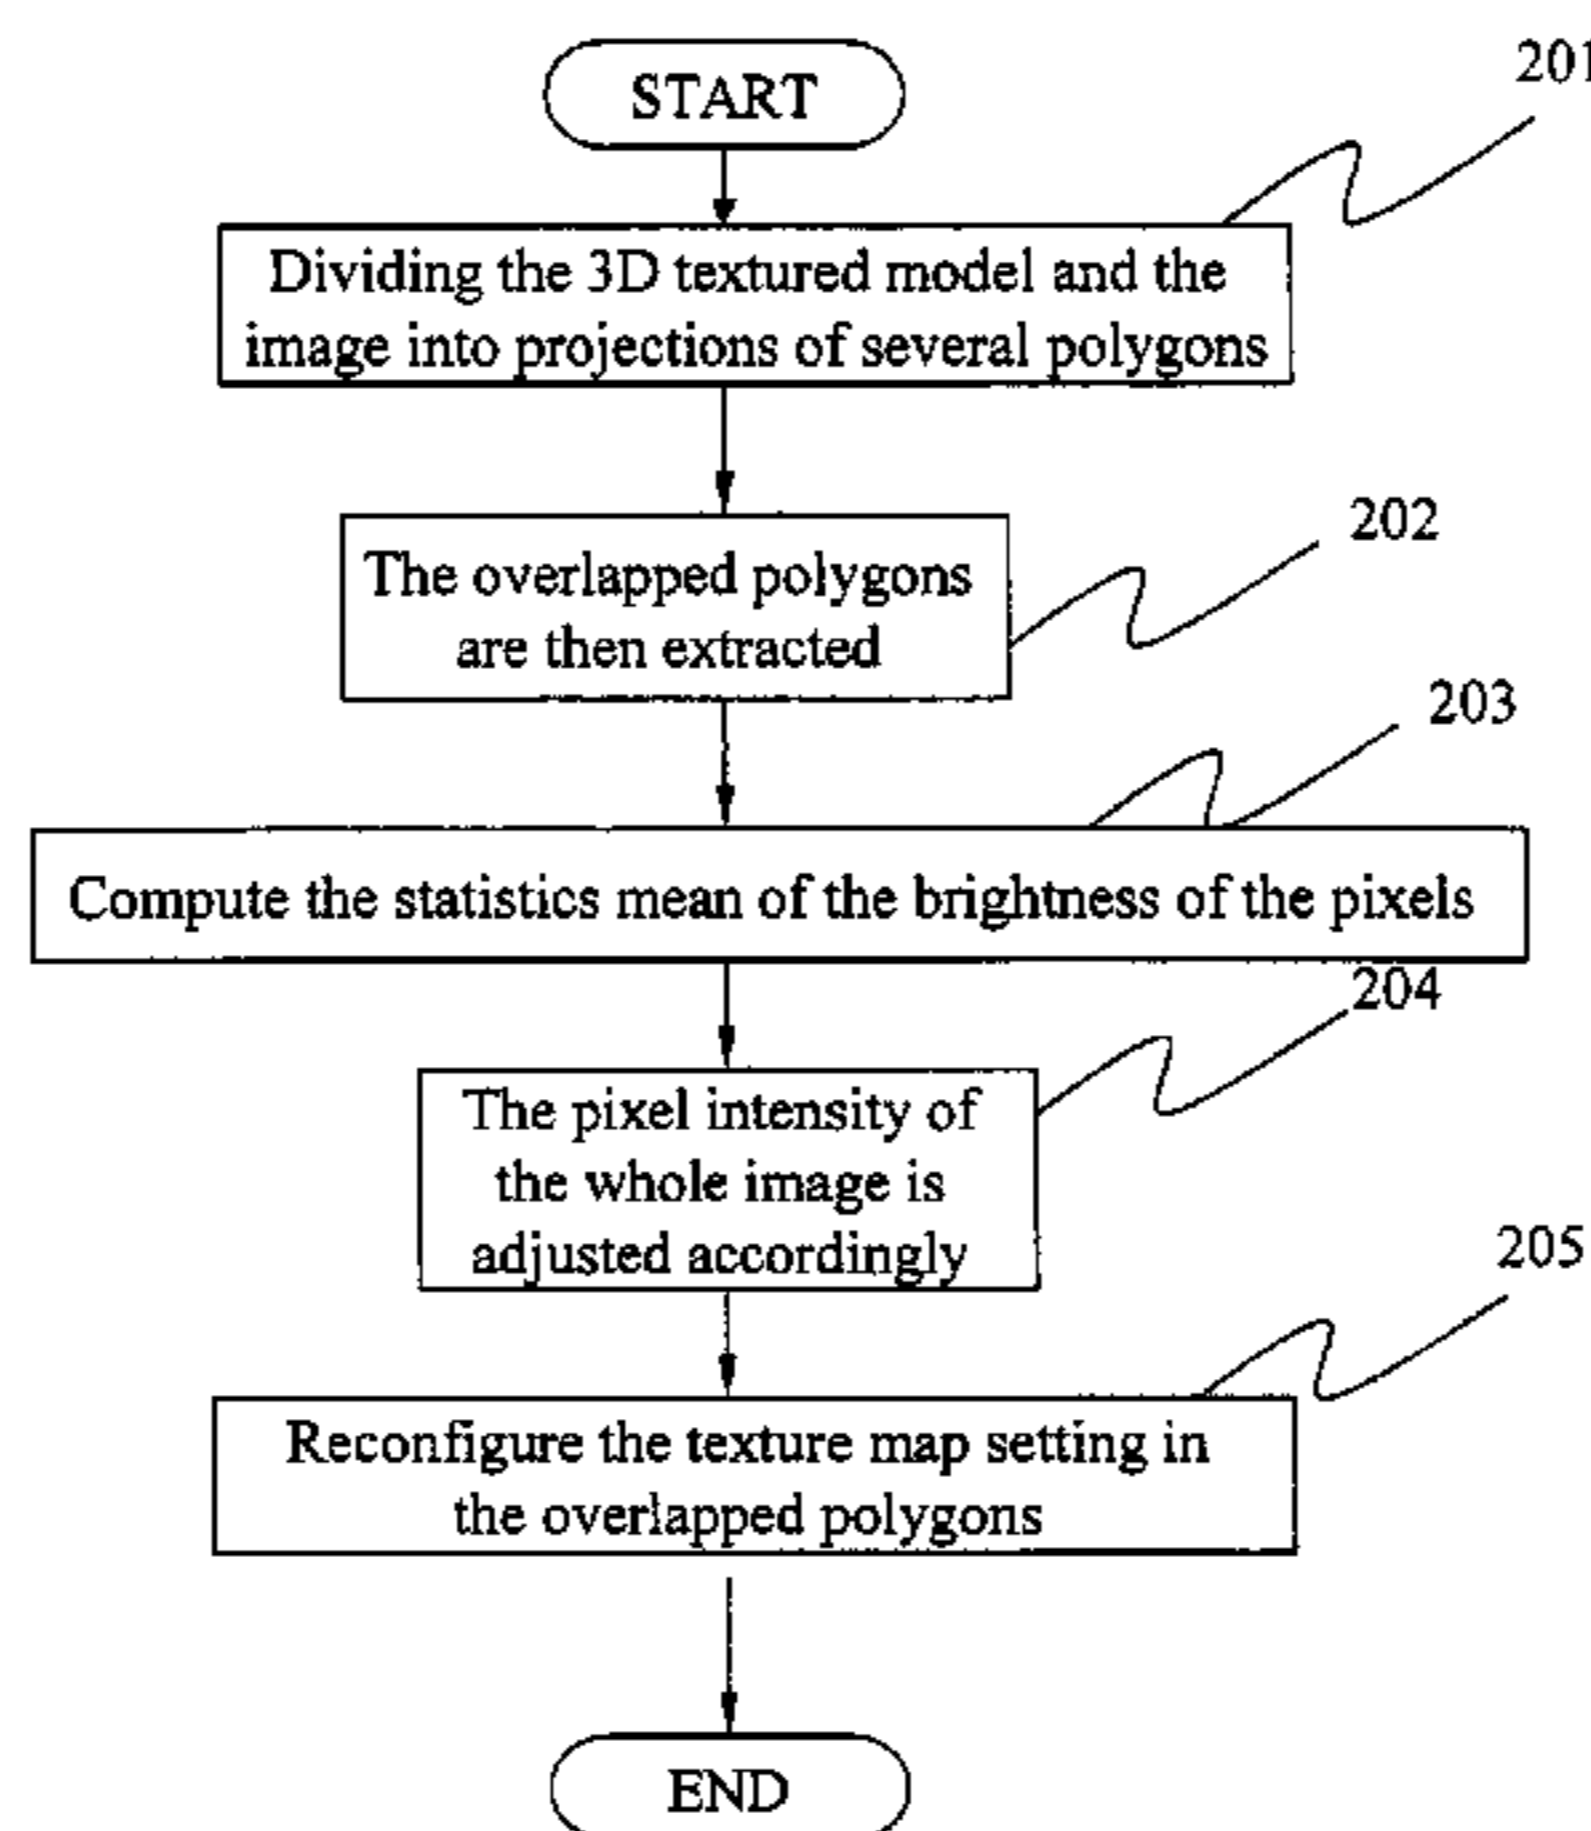 START
201
Dividing the 3D textured model and the
image into projections of several polygons
202
The overlapped polygons
are then extracted
203
Compute the statistics mean of the brightness of the pixels
204
The pixel intensity of
the whole image is
adjusted accordingly
205
Reconfigure the texture map setting in
the overlapped polygons
END